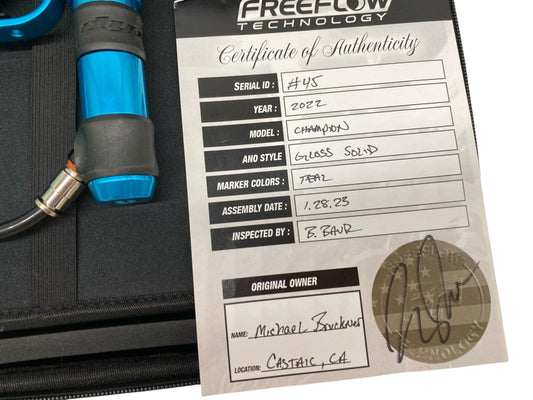 FREEFLOW
TECHNOLOGY
Certificate of Authenticity
SERIAL ID : #45
YEAR : 2022
MODEL : CHAMPION
ANO STYLE GLOSS SOLID
MARKER COLORS : TEAL
ASSEMBLY DATE : 1.28.23
INSPECTED BY : B. BAUR
ORIGINAL OWNER
NAME: Michael Bruckner
LOCATION: CASTAIC, CA
TECHNOLOGY